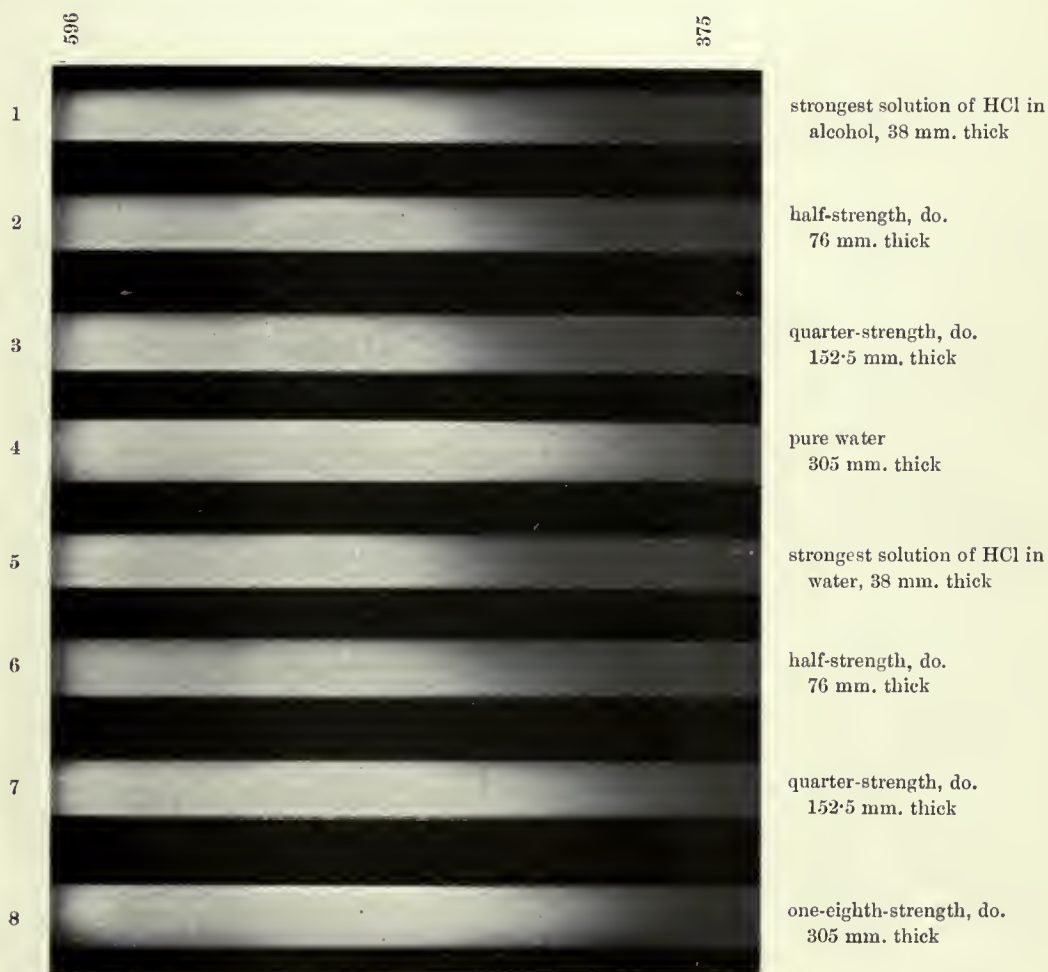 596
375
1
strongest solution of HCl in
alcohol, 38 mm. thick
2
half-strength, do.
76 mm. thick
3
quarter-strength, do.
152·5 mm. thick
4
pure water
305 mm. thick
5
strongest solution of HCl in
water, 38 mm. thick
6
half-strength, do.
76 mm. thick
7
quarter-strength, do.
152·5 mm. thick
8
one-eighth-strength, do.
305 mm. thick